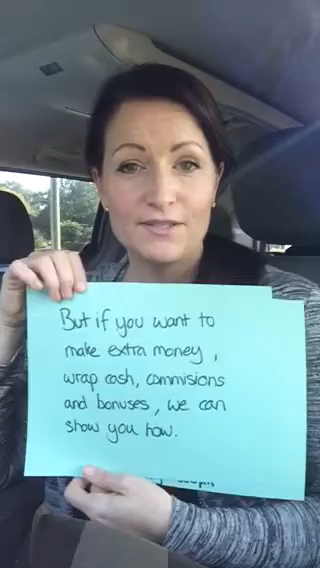 But if you want to
make extra money,
wrap cash, commisions
and bonuses, we can
show you how.